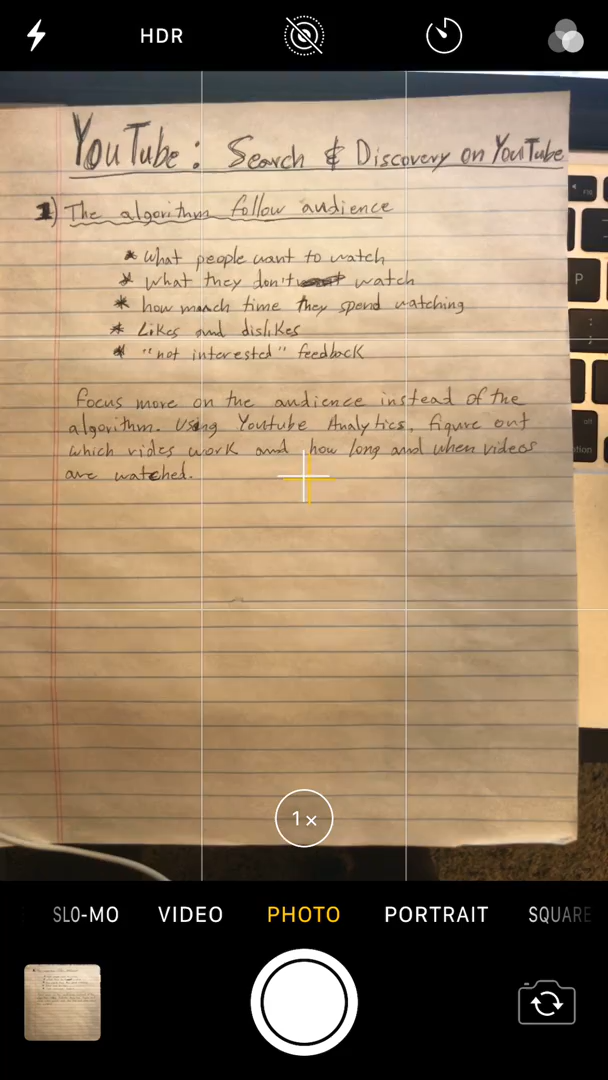 HDR
YouTube: Search & Discovery on YouTube
1) The algorithm follow audience
* what people want to watch
* what they don't watch
* how much time they spend watching
* Likes and dislikes
* "not interested" feedback
Focus more on the audience instead of the
algorithm. Using Youtube Analytics, figure out
which vides work and how long and when videos
are watched.
P
1×
SLO-MO VIDEO PHOTO PORTRAIT SQUARE